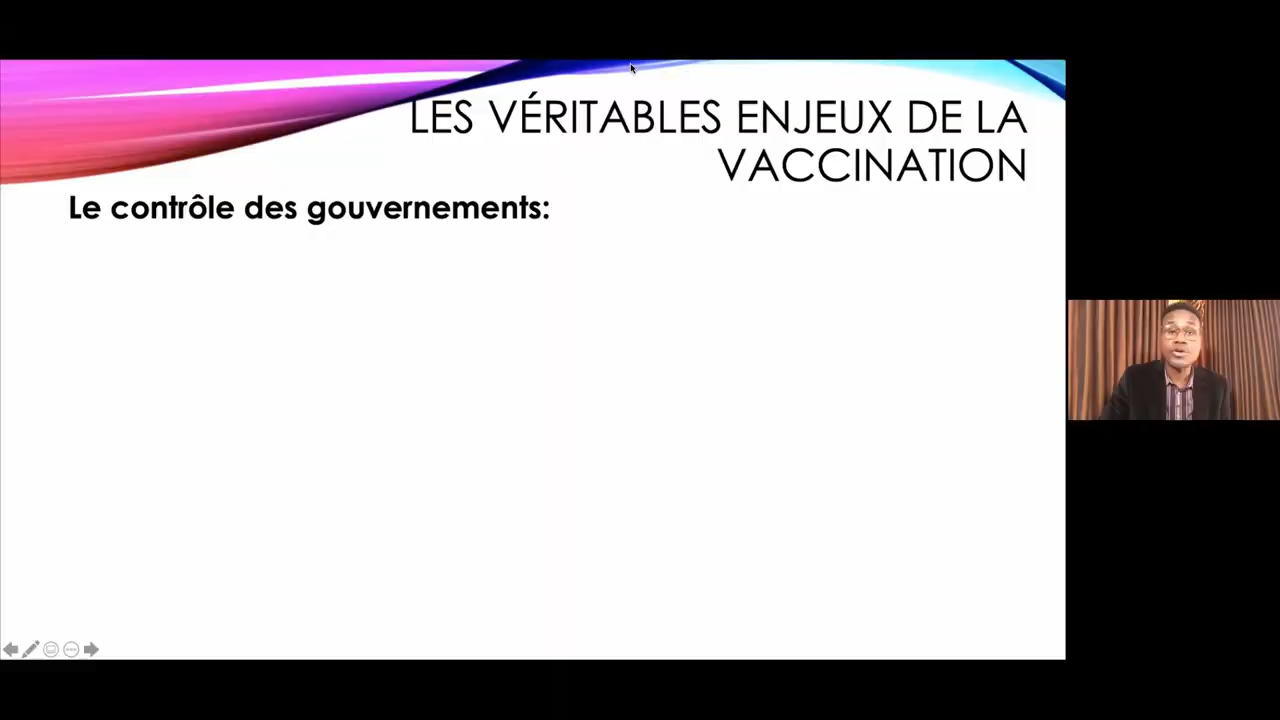 LES VÉRITABLES ENJEUX DE LA
VACCINATION
Le contrôle des gouvernements: